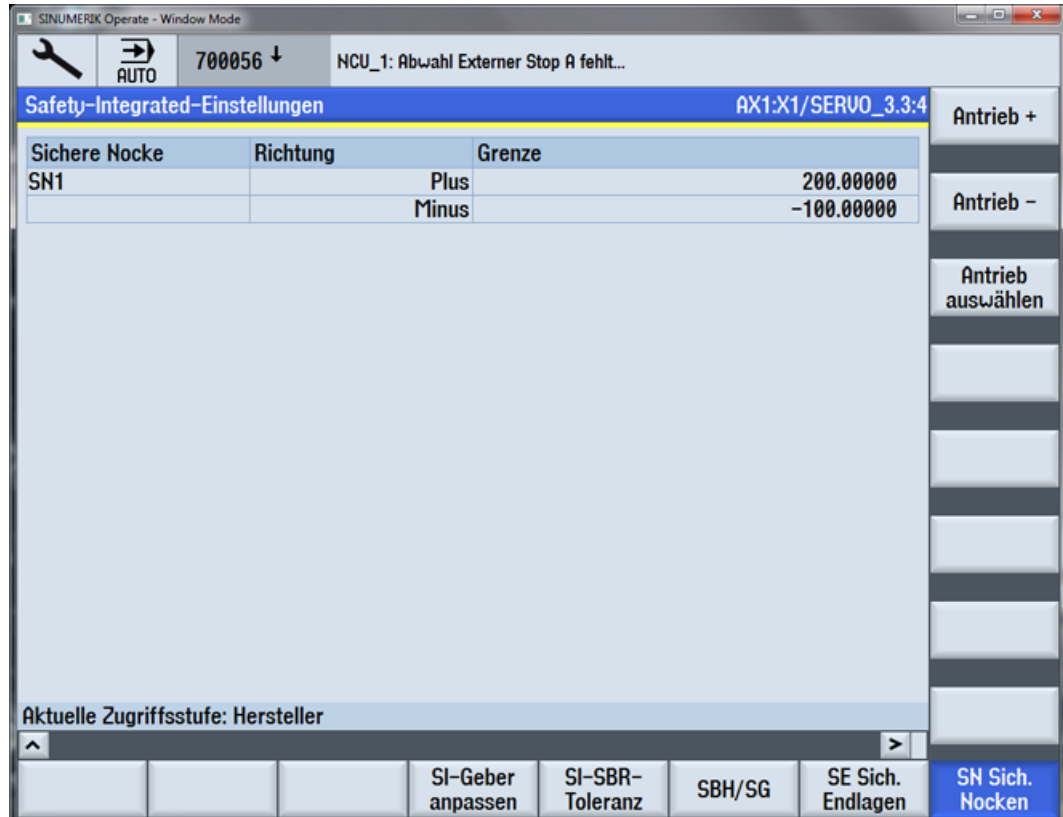 SINUMERIK Operate - Window Mode
AUTO
700056 ↓
NCU_1: Abwahl Externer Stop A fehlt...
Safety-Integrated-Einstellungen AX1:X1/SERVO_3.3:4
Sichere Nocke Richtung Grenze
SN1 Plus 200.00000
Minus -100.00000
Antrieb +
Antrieb -
Antrieb
auswählen
Aktuelle Zugriffsstufe: Hersteller
SI-Geber
anpassen
SI-SBR-
Toleranz
SBH/SG
SE Sich.
Endlagen
SN Sich.
Nocken